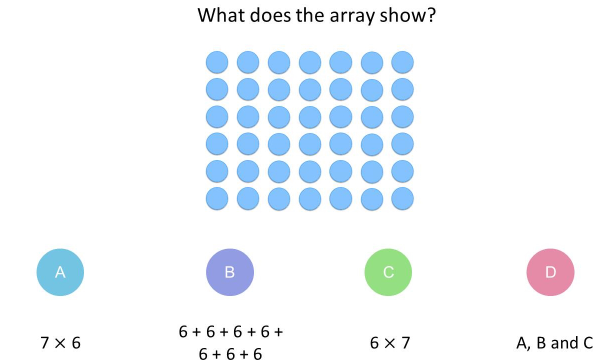 What does the array show?
A
B
C
D
7 × 6
6 + 6 + 6 + 6 +
6 + 6 + 6
6 × 7
A, B and C